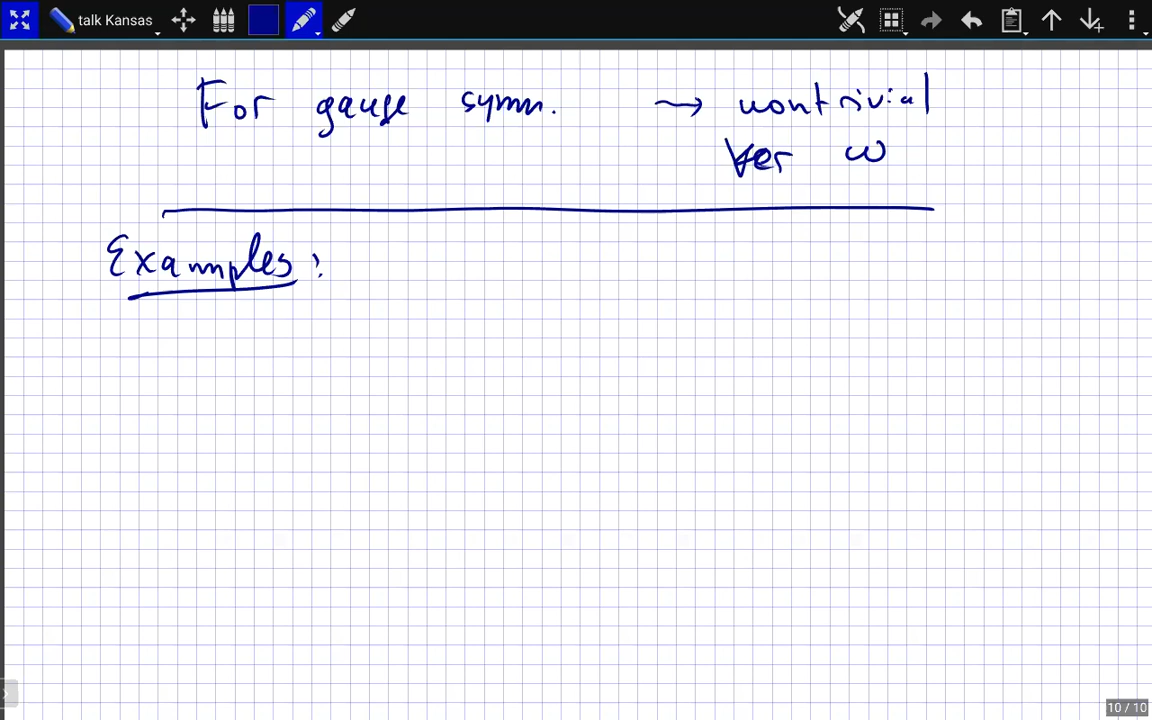 talk Kansas
For gauge symm. → nontrivial
ker ω
Examples:
10 / 10